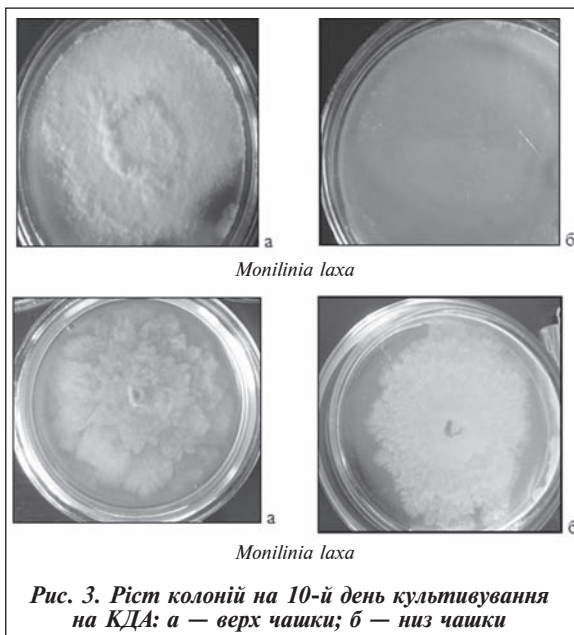 а
б
Monilinia laxa
а
б
Monilinia laxa
Рис. 3. Ріст колоній на 10-й день культивування
на КДА: а — верх чашки; б — низ чашки